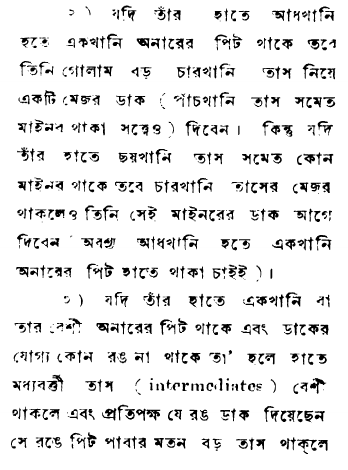 ২) যদি তাঁর হাতে আধখানি
হতে একখানি অনারের পিট থাকে তবে
তিনি গোলাম বড় চারখানি তাস নিয়ে
একটি মেজর ডাক (পাঁচখানি তাস সমেত
মাইনর থাকা সত্ত্বেও) দিবেন। কিন্তু যদি
তাঁর হাতে ছয়খানি তাস সমেত কোন
মাইনর থাকে তবে চারখানি তাসের মেজর
থাকলেও তিনি সেই মাইনরের ডাক আগে
দিবেন (অবশ্য আধখানি হতে একখানি
অনারের পিট হাতে থাকা চাইই)।
৩) যদি তাঁর হাতে একখানি বা
তার বেশী অনারের পিট থাকে এবং ডাকের
যোগ্য কোন রঙ না থাকে তা' হলে হাতে
মধ্যবর্ত্তী তাস (intermediates) বেশী
থাকলে এবং প্রতিপক্ষ যে রঙ ডাক দিয়েছেন
সে রঙে পিট পাবার মতন বড় তাস থাক্‌লে